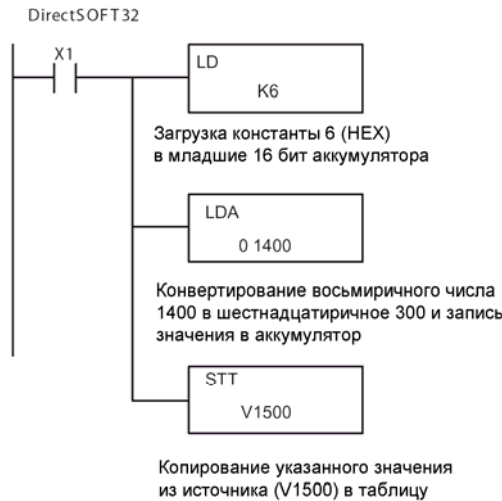 DirectSOFT32
X1
LD
K6
Загрузка константы 6 (HEX)
в младшие 16 бит аккумулятора
LDA
0 1400
Конвертирование восьмиричного числа
1400 в шестнадцатиричное 300 и запись
значения в аккумулятор
STT
V1500
Копирование указанного значения
из источника (V1500) в таблицу